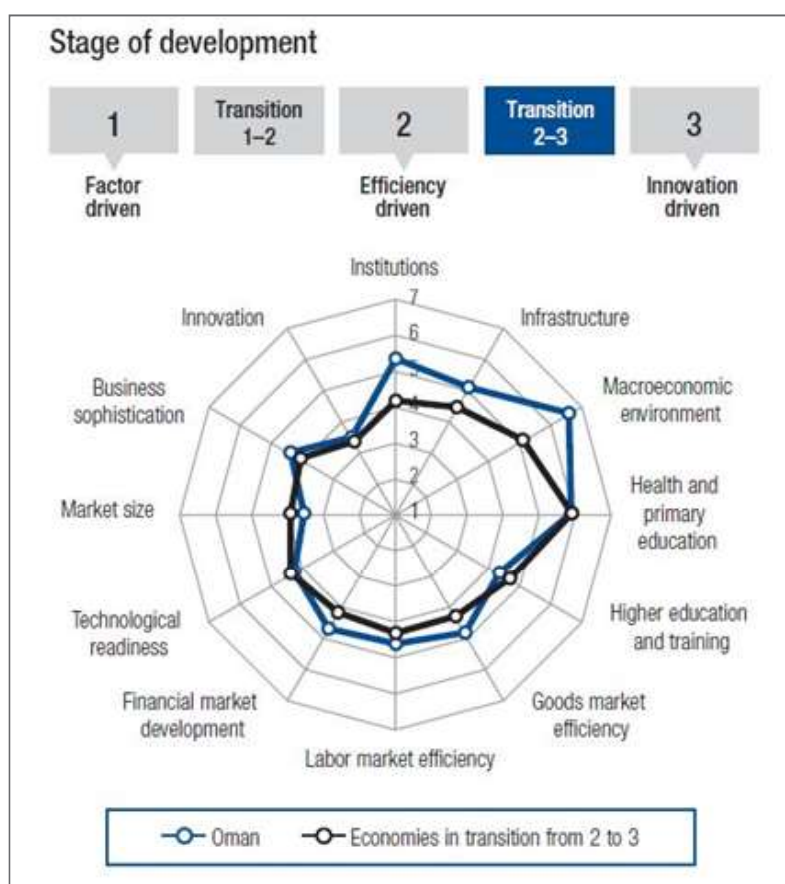 Stage of development
1
Transition
1–2
2
Transition
2–3
3
Factor
driven
Efficiency
driven
Innovation
driven
Institutions
7
Innovation
Infrastructure
6
5
Business
sophistication
Macroeconomic
environment
4
3
2
Market size
1
Health and
primary
education
Technological
readiness
Higher education
and training
Financial market
development
Goods market
efficiency
Labor market efficiency
Oman
Economies in transition from 2 to 3